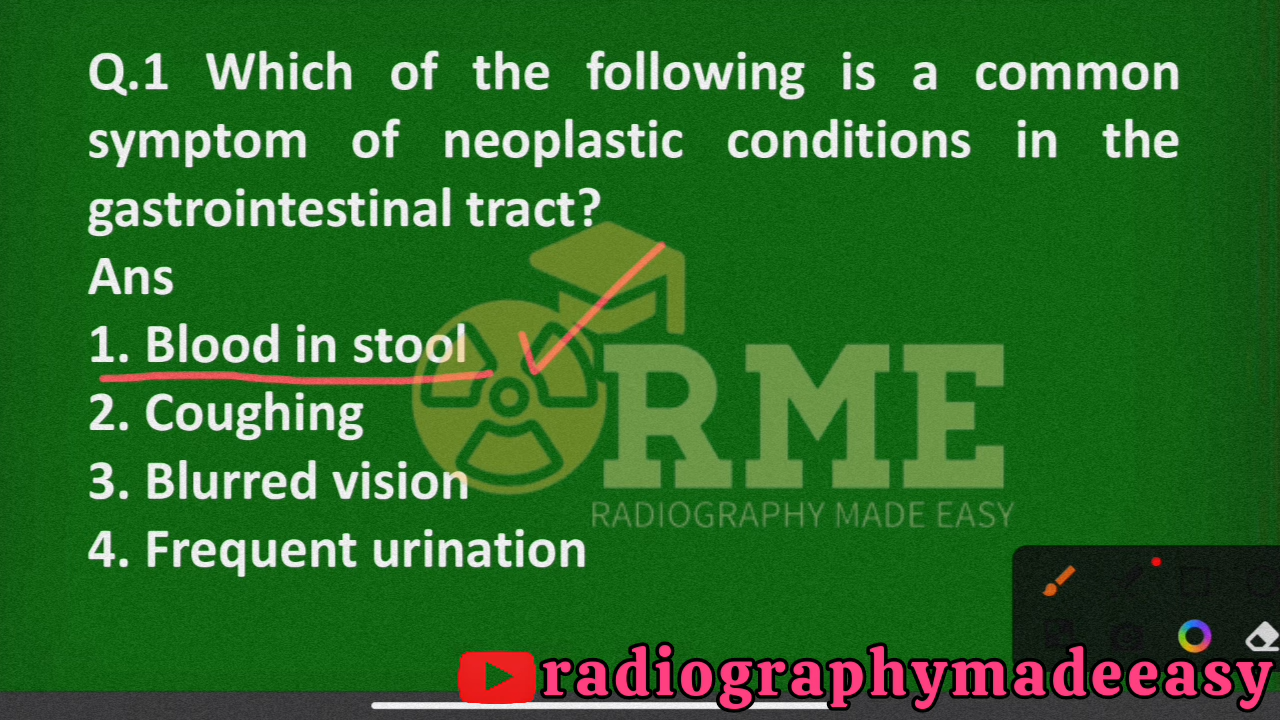 Q.1 Which of the following is a common
symptom of neoplastic conditions in the
gastrointestinal tract?
Ans
1. Blood in stool
2. Coughing
3. Blurred vision
4. Frequent urination
RME
RADIOGRAPHY MADE EASY
radiographymadeeasy